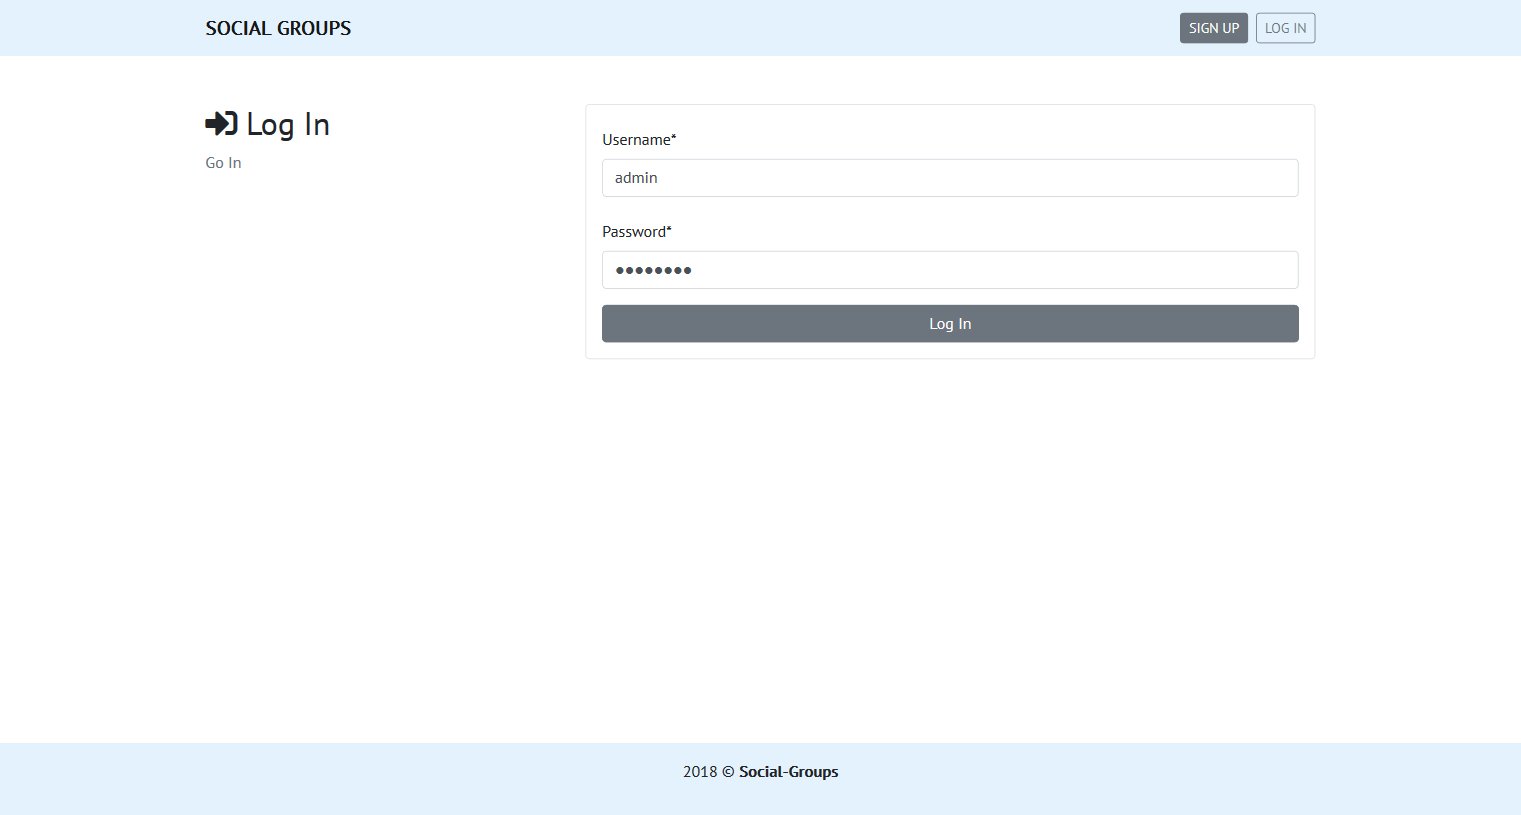 SOCIAL GROUPS
SIGN UP
LOG IN
Log In
Go In
Username*
admin
Password*
●●●●●●●●
Log In
2018 © Social-Groups